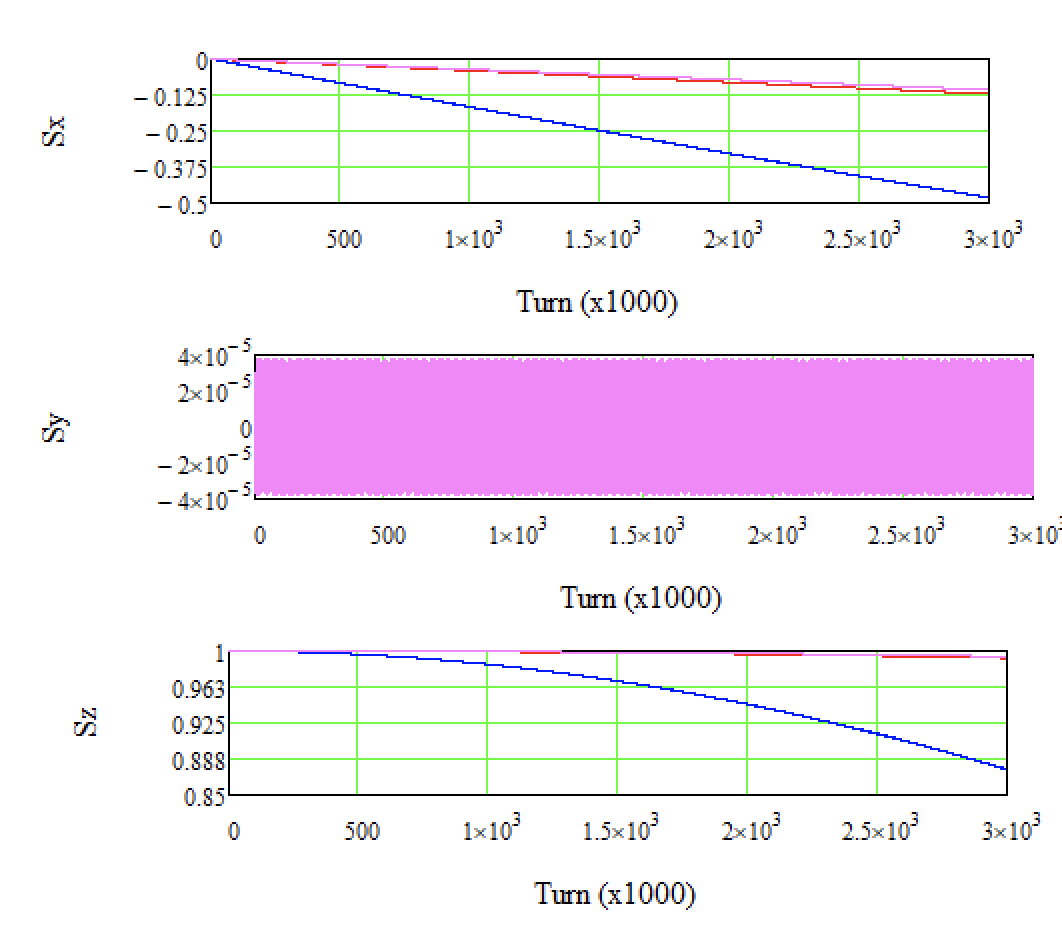 Sx
0
− 0.125
− 0.25
− 0.375
− 0.5
0 500 1×10³ 1.5×10³ 2×10³ 2.5×10³ 3×10³
Turn (x1000)
Sy
4×10⁻⁵
2×10⁻⁵
0
− 2×10⁻⁵
− 4×10⁻⁵
0 500 1×10³ 1.5×10³ 2×10³ 2.5×10³ 3×10³
Turn (x1000)
Sz
1
0.963
0.925
0.888
0.85
0 500 1×10³ 1.5×10³ 2×10³ 2.5×10³ 3×10³
Turn (x1000)